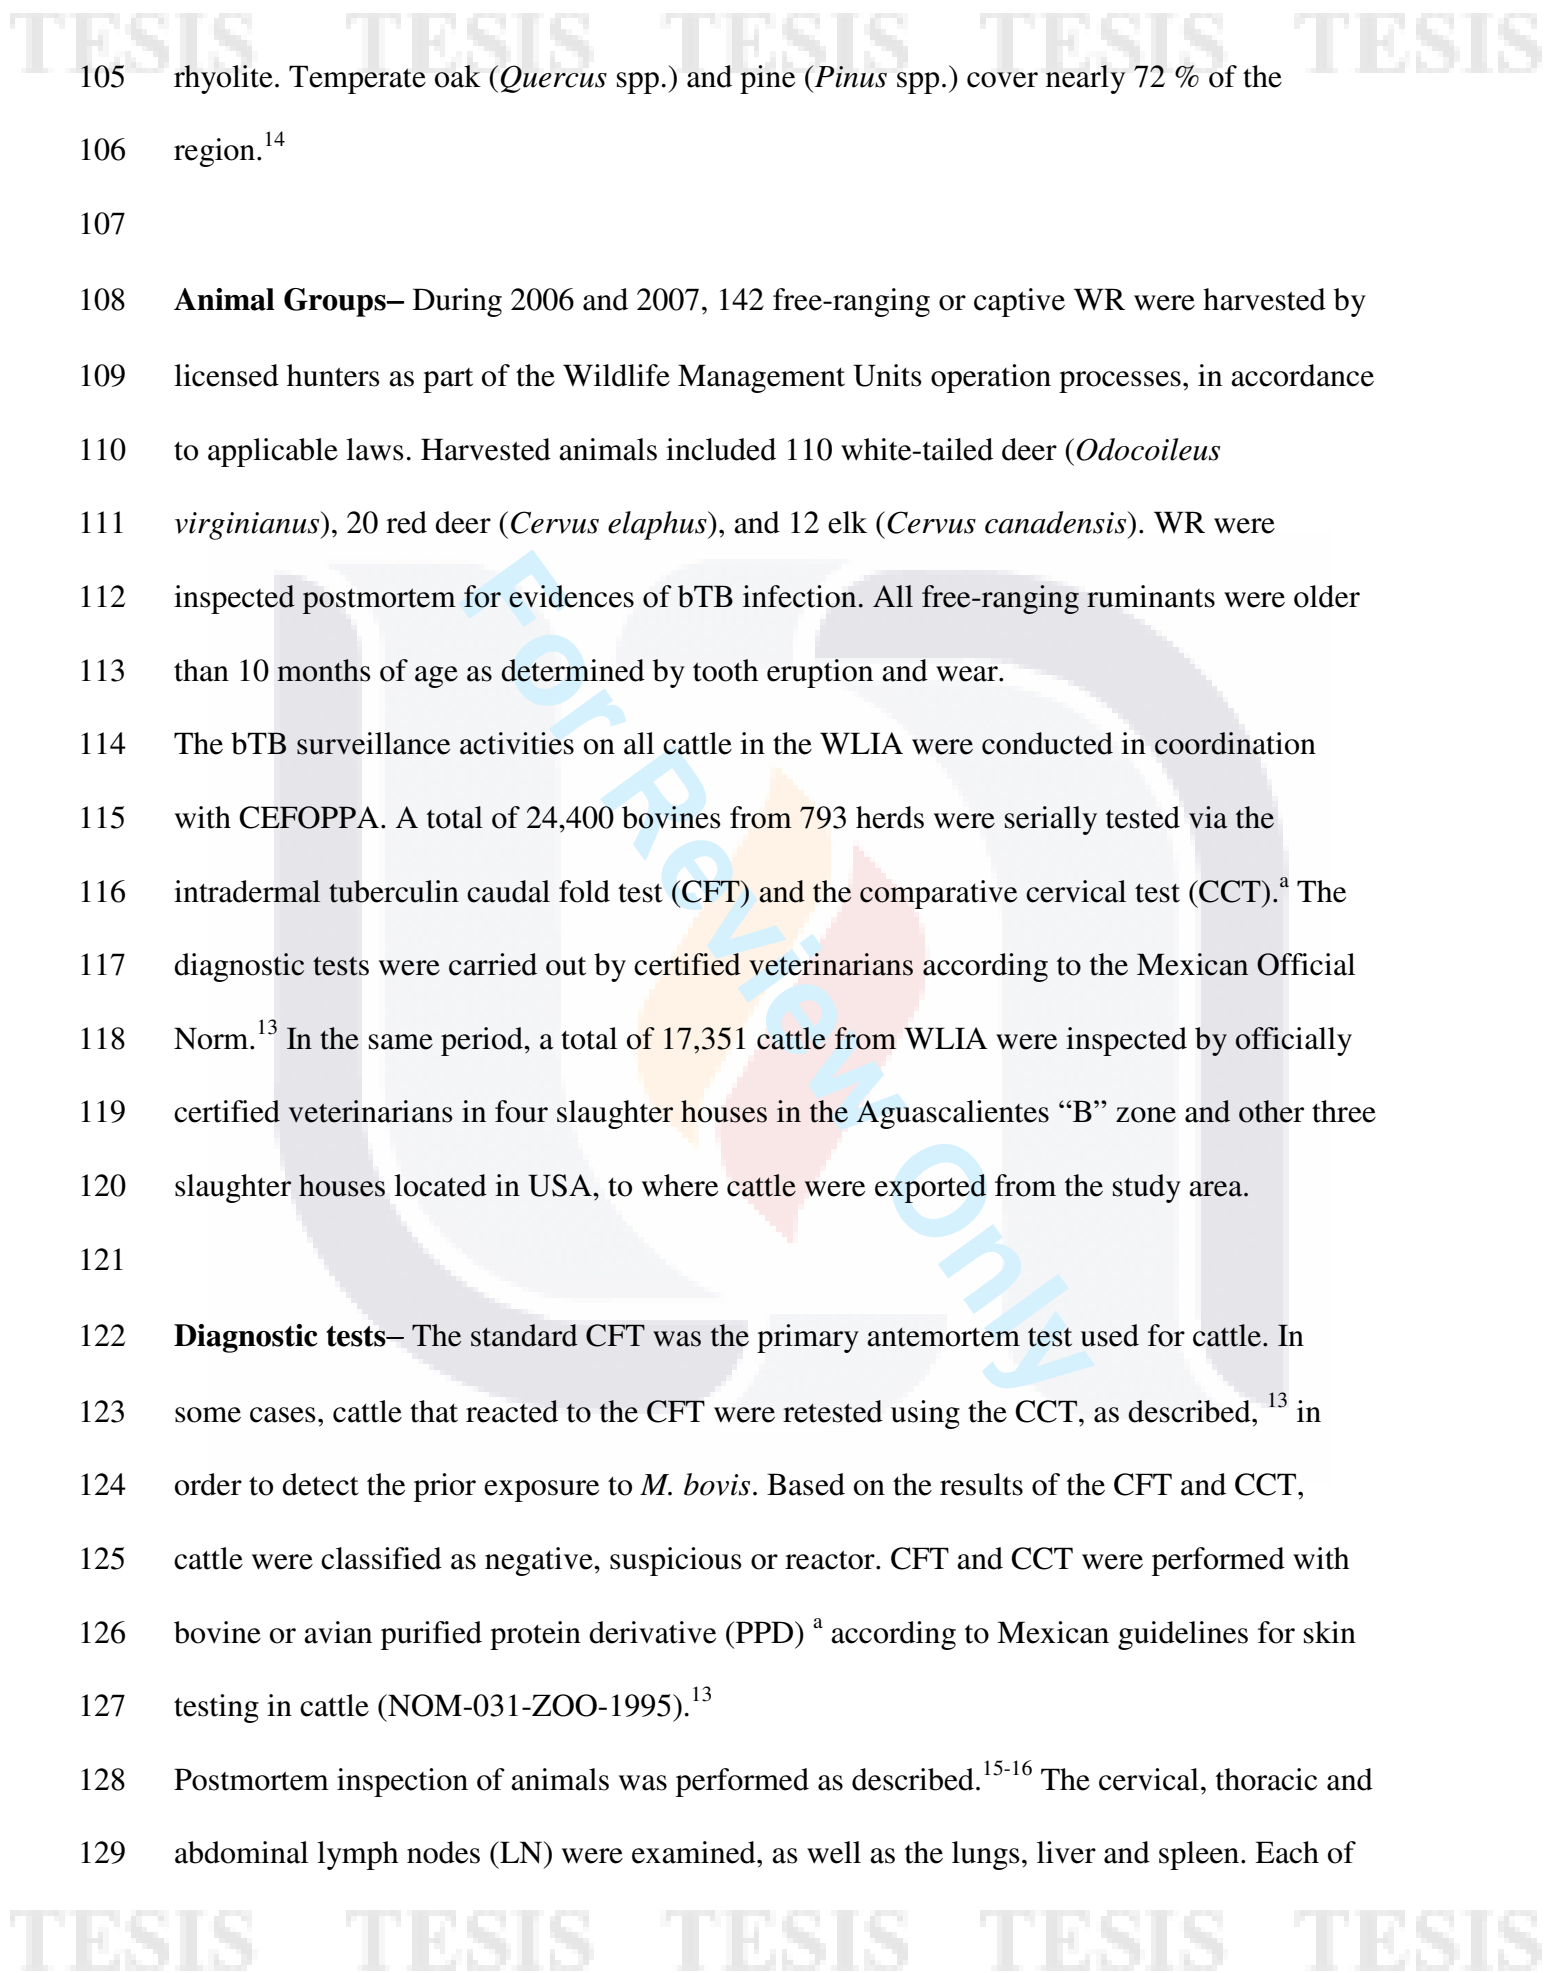 TESIS TESIS TESIS TESIS TESIS
105 rhyolite. Temperate oak (Quercus spp.) and pine (Pinus spp.) cover nearly 72 % of the
106 region.14
107
108 Animal Groups– During 2006 and 2007, 142 free-ranging or captive WR were harvested by
109 licensed hunters as part of the Wildlife Management Units operation processes, in accordance
110 to applicable laws. Harvested animals included 110 white-tailed deer (Odocoileus
111 virginianus), 20 red deer (Cervus elaphus), and 12 elk (Cervus canadensis). WR were
112 inspected postmortem for evidences of bTB infection. All free-ranging ruminants were older
113 than 10 months of age as determined by tooth eruption and wear.
114 The bTB surveillance activities on all cattle in the WLIA were conducted in coordination
115 with CEFOPPA. A total of 24,400 bovines from 793 herds were serially tested via the
116 intradermal tuberculin caudal fold test (CFT) and the comparative cervical test (CCT).a The
117 diagnostic tests were carried out by certified veterinarians according to the Mexican Official
118 Norm.13 In the same period, a total of 17,351 cattle from WLIA were inspected by officially
119 certified veterinarians in four slaughter houses in the Aguascalientes “B” zone and other three
120 slaughter houses located in USA, to where cattle were exported from the study area.
121
122 Diagnostic tests– The standard CFT was the primary antemortem test used for cattle. In
123 some cases, cattle that reacted to the CFT were retested using the CCT, as described, 13 in
124 order to detect the prior exposure to M. bovis. Based on the results of the CFT and CCT,
125 cattle were classified as negative, suspicious or reactor. CFT and CCT were performed with
126 bovine or avian purified protein derivative (PPD) a according to Mexican guidelines for skin
127 testing in cattle (NOM-031-ZOO-1995).13
128 Postmortem inspection of animals was performed as described.15-16 The cervical, thoracic and
129 abdominal lymph nodes (LN) were examined, as well as the lungs, liver and spleen. Each of
For Review Only
TESIS TESIS TESIS TESIS TESIS